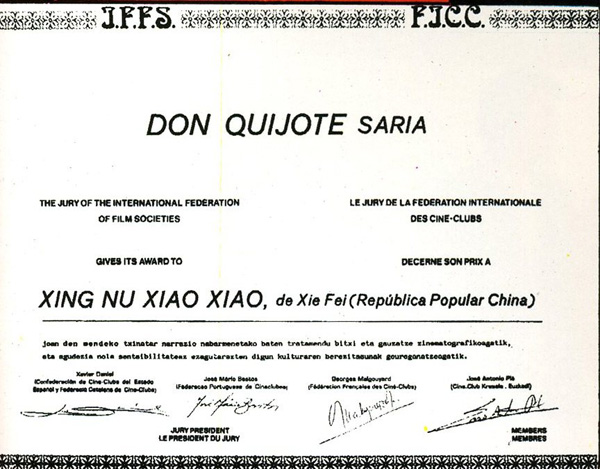 I.F.F.S. F.I.C.C.
DON QUIJOTE SARIA
THE JURY OF THE INTERNATIONAL FEDERATION
OF FILM SOCIETIES
LE JURY DE LA FEDERATION INTERNATIONALE
DES CINE-CLUBS
GIVES ITS AWARD TO
DECERNE SON PRIX A
XING NU XIAO XIAO, de Xie Fei (República Popular China)
joan den mendeko txinatar narrazio nabarmenetako baten tratamendu bitxi eta gauzatze zinematografikoagatik,
eta agudezia nola ezagutarazten digun kulturaren berezitasunak
Xavier Daniel
(Confederación de Cine-Clubs del Estado
Español y Federació Catalana de Cine-Clubs)
José Mário Bastos
(Federacao Portuguesa de Cineclubes)
Georges Malgouyard
(Fédération Française des Ciné-Clubs)
José Antonio Plá
(Cine.Club Kresala - Euzkadi)
JURY PRESIDENT
LE PRESIDENT DU JURY
MEMBERS
MEMBRES